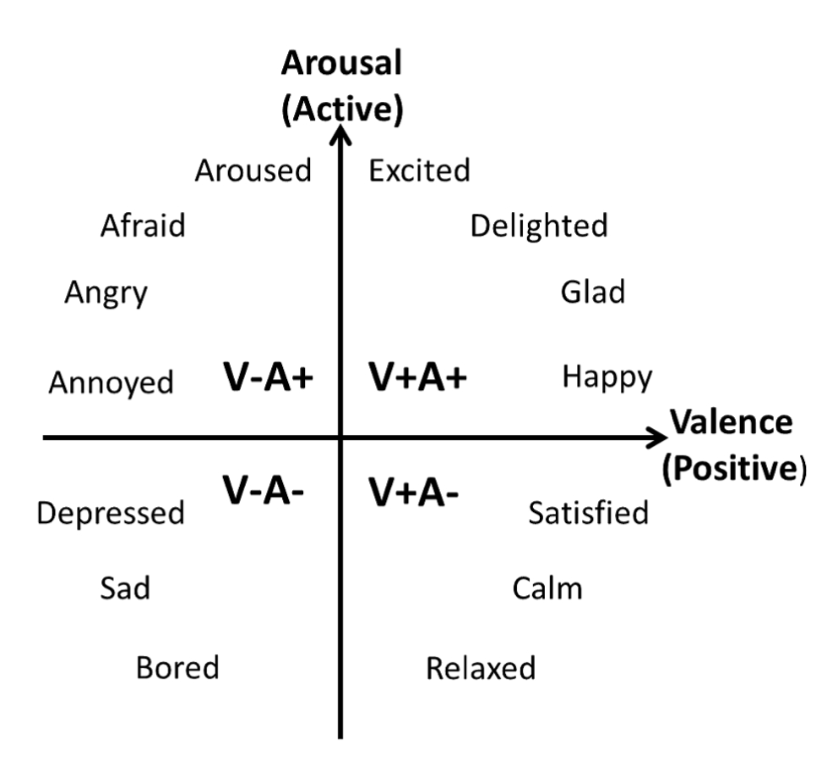 Arousal
(Active)
Aroused Excited
Afraid Delighted
Angry Glad
Annoyed V-A+ V+A+ Happy
Valence
(Positive)
V-A- V+A-
Depressed Satisfied
Sad Calm
Bored Relaxed